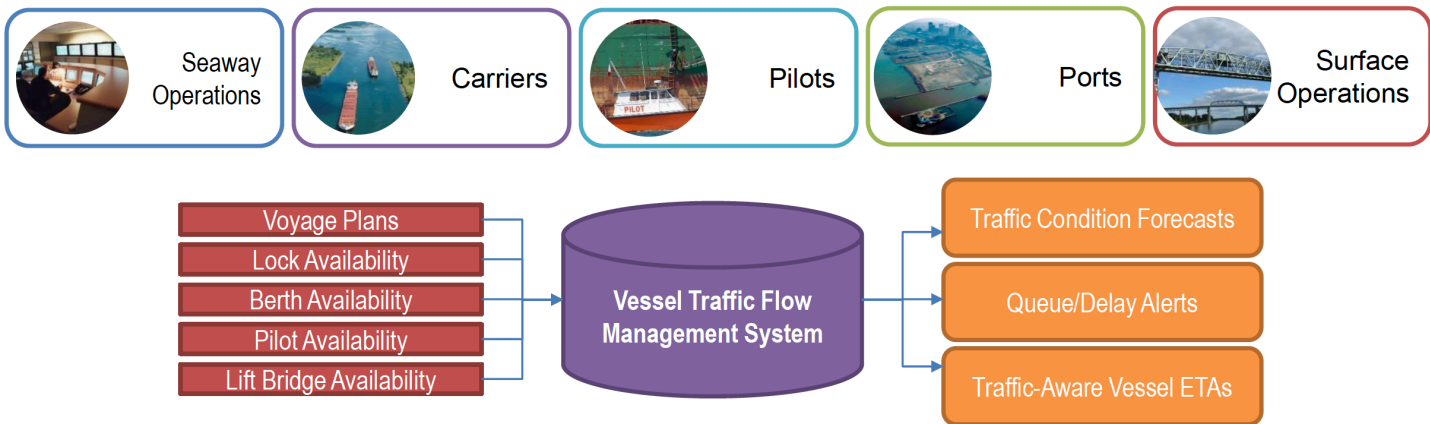 Seaway
Operations
Carriers
PILOT
Pilots
Ports
Surface
Operations
Voyage Plans
Lock Availability
Berth Availability
Pilot Availability
Lift Bridge Availability
Vessel Traffic Flow
Management System
Traffic Condition Forecasts
Queue/Delay Alerts
Traffic-Aware Vessel ETAs